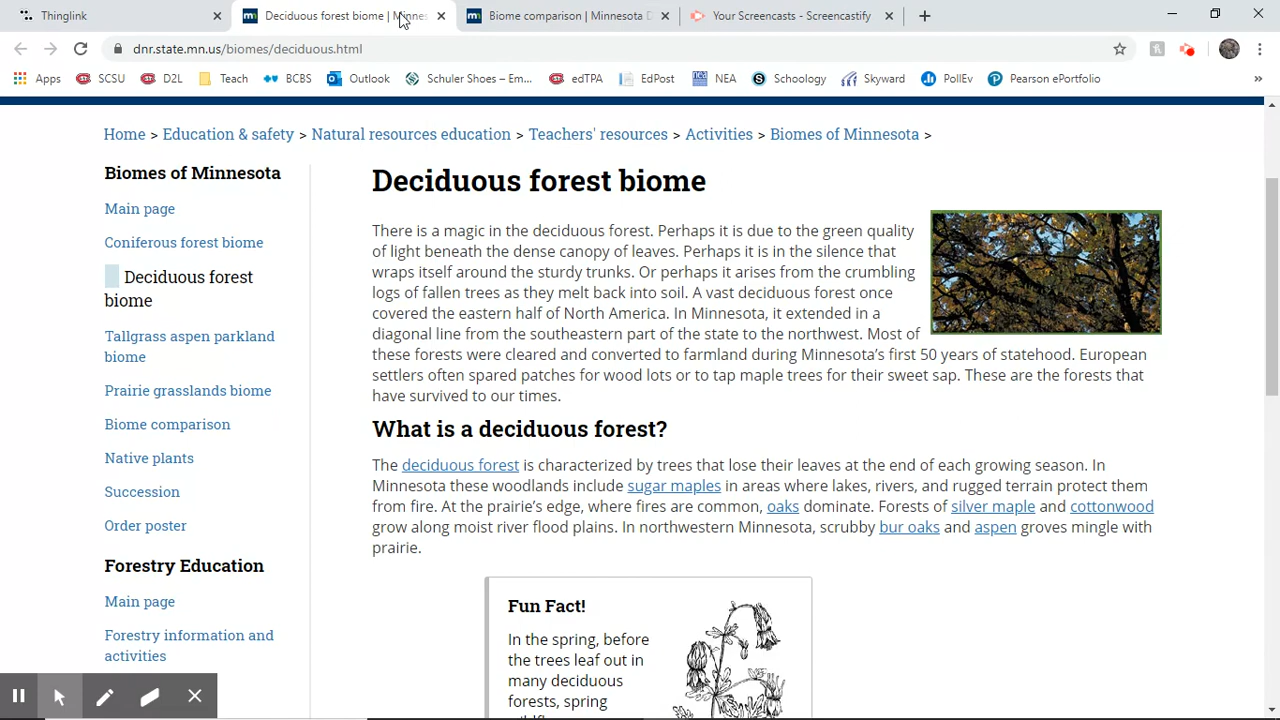 Thinglink
Deciduous forest biome | Minnes
Biome comparison | Minnesota D
Your Screencasts - Screencastify
dnr.state.mn.us/biomes/deciduous.html
Apps SCSU D2L Teach BCBS Outlook Schuler Shoes – Em... edTPA EdPost NEA Schoology Skyward PollEv Pearson ePortfolio »
Home > Education & safety > Natural resources education > Teachers' resources > Activities > Biomes of Minnesota >
Biomes of Minnesota
Main page
Coniferous forest biome
Deciduous forest
biome
Tallgrass aspen parkland
biome
Prairie grasslands biome
Biome comparison
Native plants
Succession
Order poster
Forestry Education
Main page
Forestry information and
activities
Deciduous forest biome
There is a magic in the deciduous forest. Perhaps it is due to the green quality
of light beneath the dense canopy of leaves. Perhaps it is in the silence that
wraps itself around the sturdy trunks. Or perhaps it arises from the crumbling
logs of fallen trees as they melt back into soil. A vast deciduous forest once
covered the eastern half of North America. In Minnesota, it extended in a
diagonal line from the southeastern part of the state to the northwest. Most of
these forests were cleared and converted to farmland during Minnesota's first 50 years of statehood. European
settlers often spared patches for wood lots or to tap maple trees for their sweet sap. These are the forests that
have survived to our times.
What is a deciduous forest?
The deciduous forest is characterized by trees that lose their leaves at the end of each growing season. In
Minnesota these woodlands include sugar maples in areas where lakes, rivers, and rugged terrain protect them
from fire. At the prairie's edge, where fires are common, oaks dominate. Forests of silver maple and cottonwood
grow along moist river flood plains. In northwestern Minnesota, scrubby bur oaks and aspen groves mingle with
prairie.
Fun Fact!
In the spring, before
the trees leaf out in
many deciduous
forests, spring